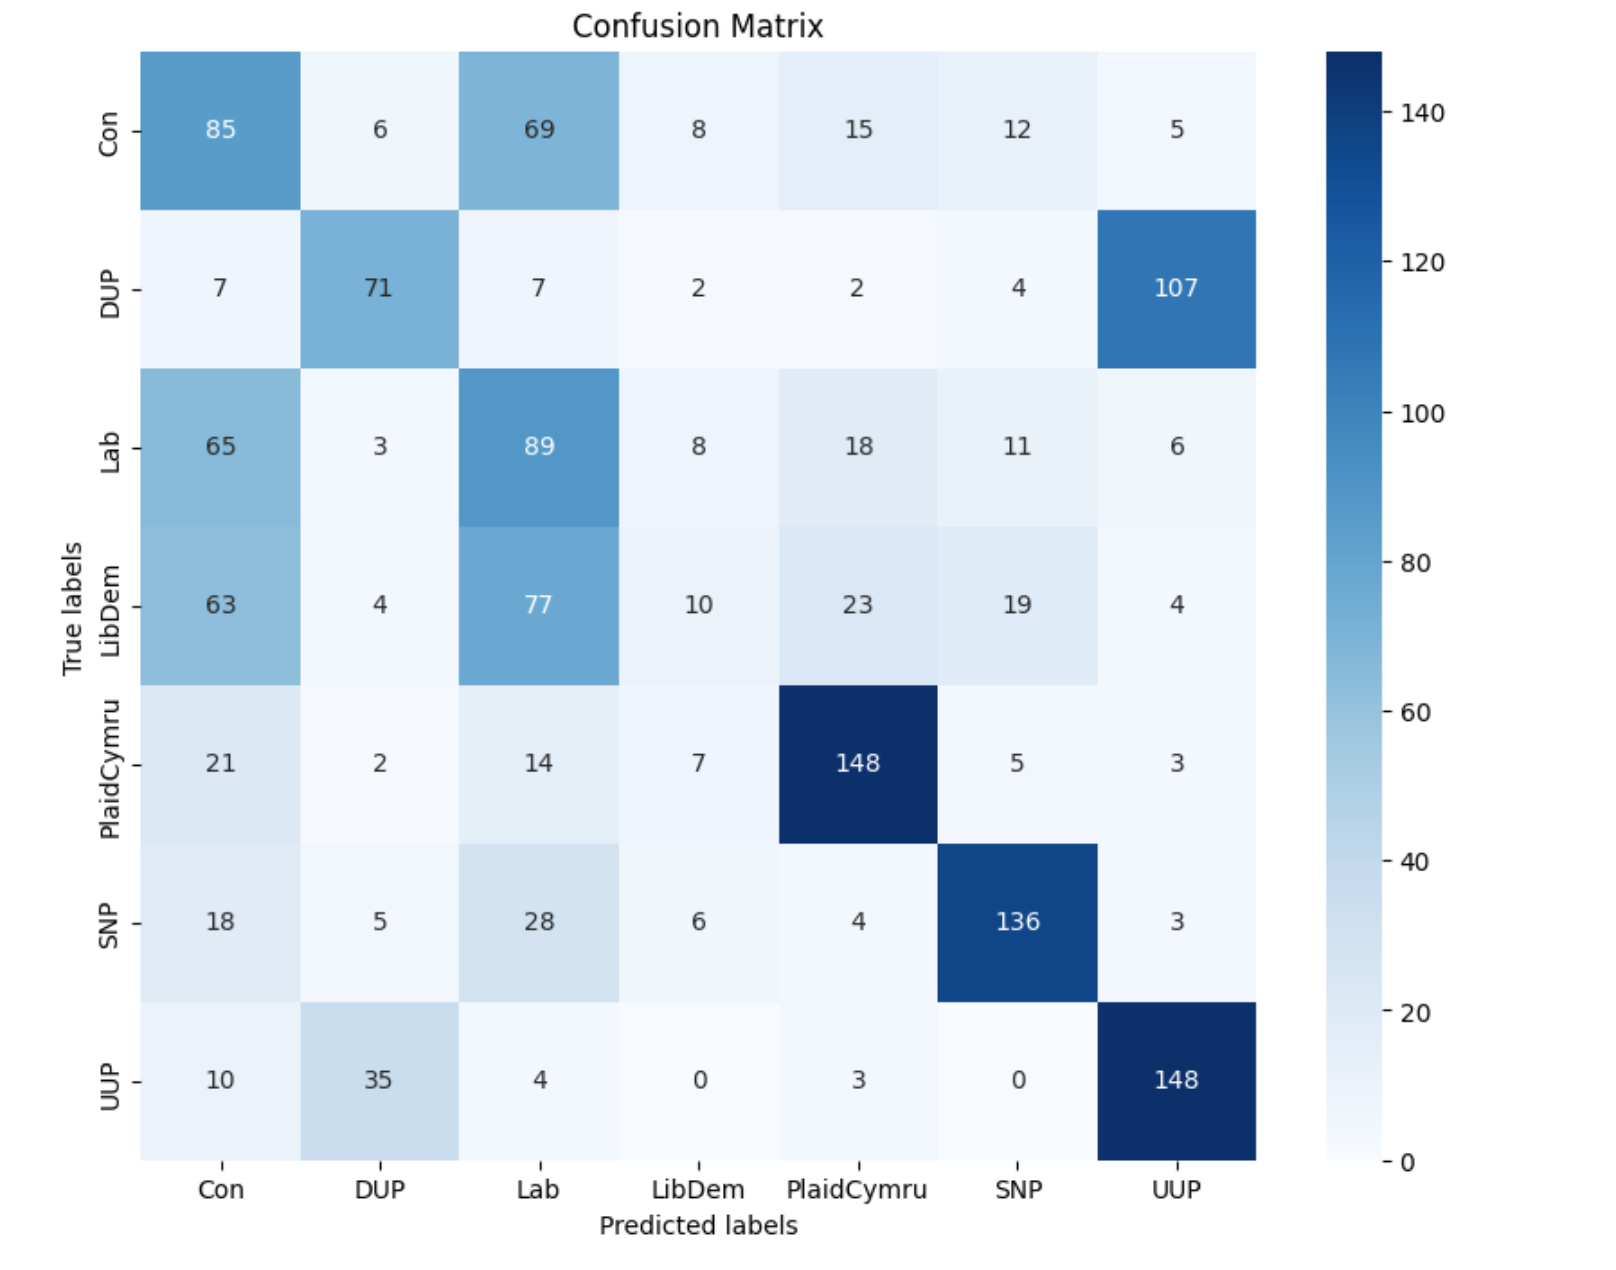 Confusion Matrix
Con 85 6 69 8 15 12 5
DUP 7 71 7 2 2 4 107
Lab 65 3 89 8 18 11 6
LibDem 63 4 77 10 23 19 4
PlaidCymru 21 2 14 7 148 5 3
SNP 18 5 28 6 4 136 3
UUP 10 35 4 0 3 0 148
Con DUP Lab LibDem PlaidCymru SNP UUP
Predicted labels
True labels
140
120
100
80
60
40
20
0